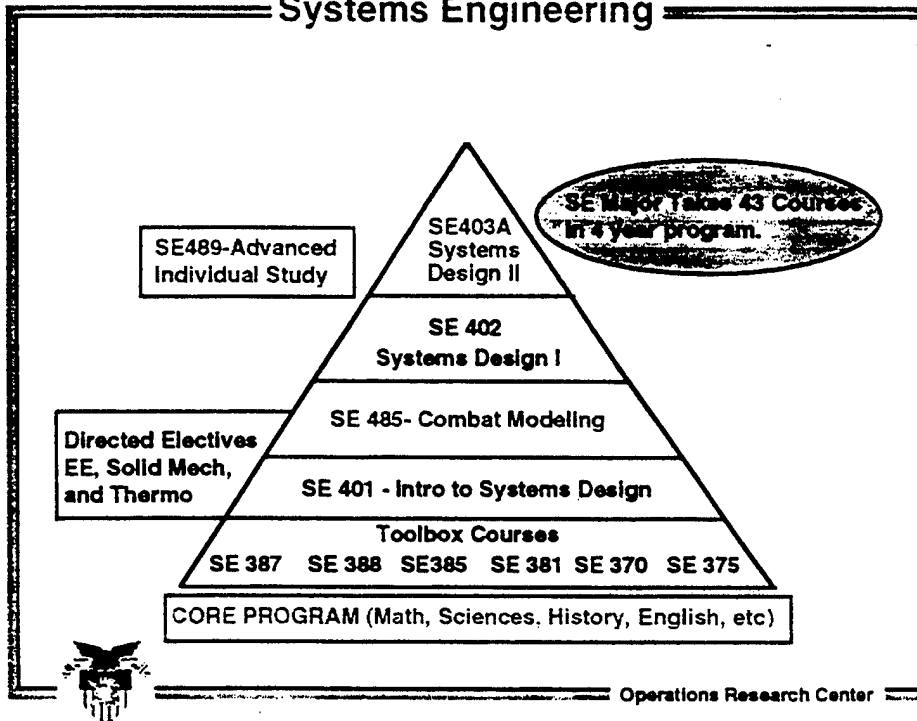 Systems Engineering
SE Major Takes 43 Courses
in 4 year program.
SE403A
Systems
Design II
SE489-Advanced
Individual Study
SE 402
Systems Design I
SE 485- Combat Modeling
Directed Electives
EE, Solid Mech,
and Thermo
SE 401 - Intro to Systems Design
Toolbox Courses
SE 387 SE 388 SE385 SE 381 SE 370 SE 375
CORE PROGRAM (Math, Sciences, History, English, etc)
Operations Research Center